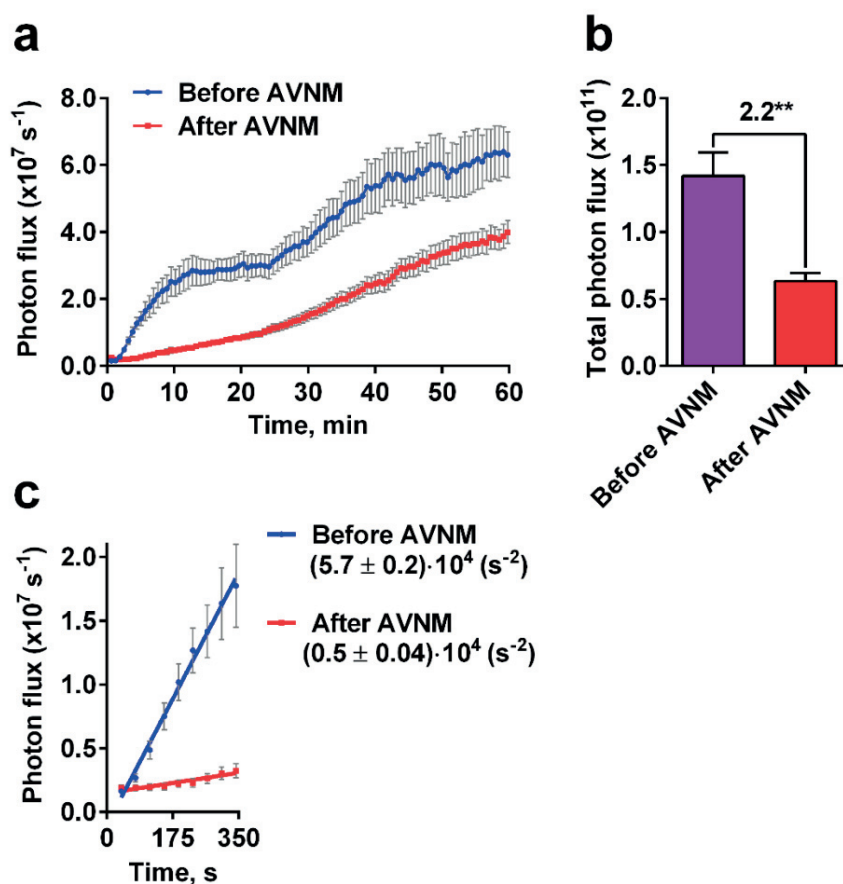 a
Before AVNM
After AVNM
Photon flux (x10⁷ s⁻¹)
8.0
6.0
4.0
2.0
0.0
0 10 20 30 40 50 60
Time, min
b
Total photon flux (x10¹¹)
2.0
1.5
1.0
0.5
0.0
2.2**
Before AVNM
After AVNM
c
Photon flux (x10⁷ s⁻¹)
2.0
1.5
1.0
0.5
0.0
0 175 350
Time, s
Before AVNM
(5.7 ± 0.2)·10⁴ (s⁻²)
After AVNM
(0.5 ± 0.04)·10⁴ (s⁻²)